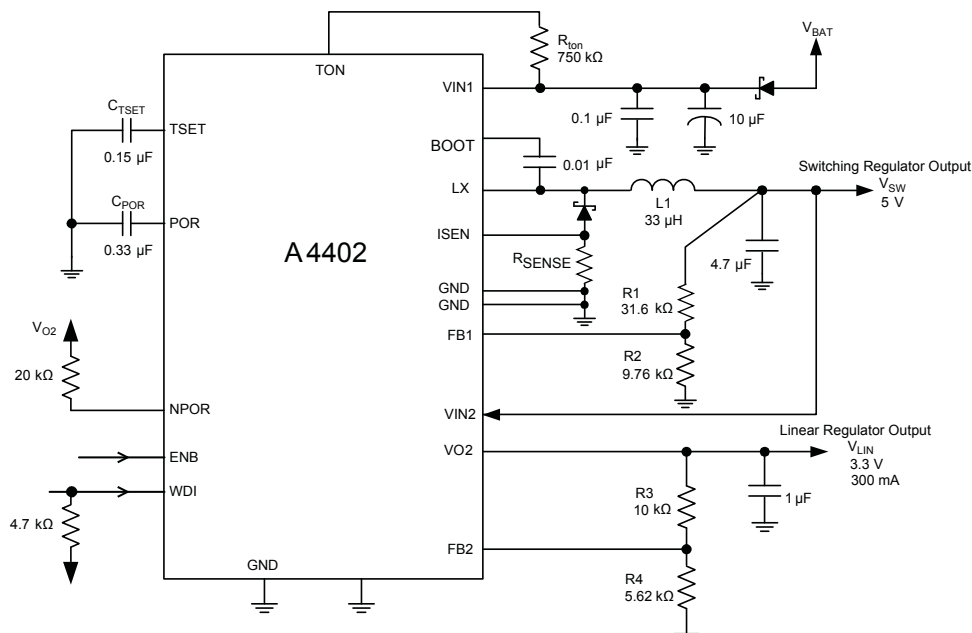 R_ton
750 kΩ
V_BAT
TON
VIN1
0.1 µF
10 µF
C_TSET
TSET
0.15 µF
BOOT
0.01 µF
Switching Regulator Output
LX
L1
33 µH
V_SW
5 V
C_POR
POR
0.33 µF
ISEN
A4402
R_SENSE
4.7 µF
GND
GND
R1
31.6 kΩ
V_O2
FB1
R2
9.76 kΩ
20 kΩ
NPOR
VIN2
Linear Regulator Output
VO2
V_LIN
3.3 V
300 mA
ENB
WDI
R3
10 kΩ
1 µF
4.7 kΩ
FB2
GND
R4
5.62 kΩ